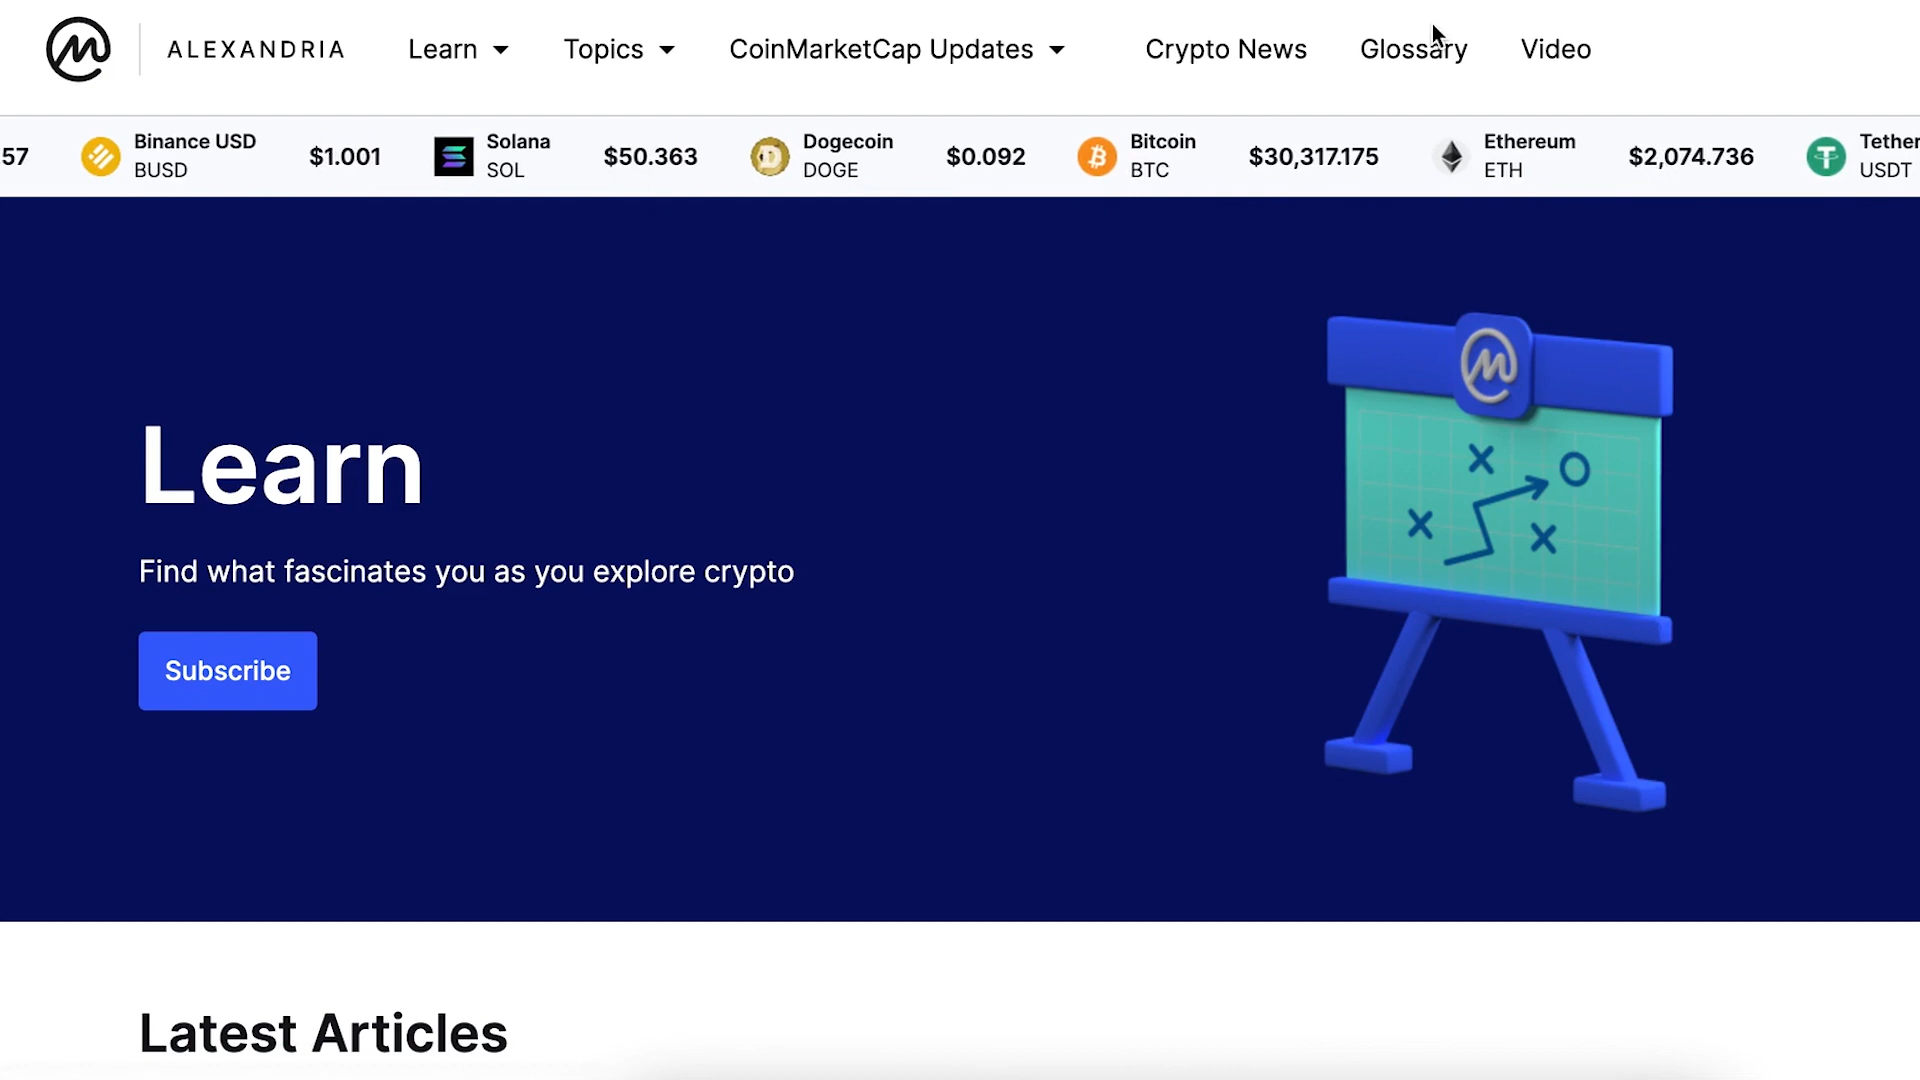 ALEXANDRIA Learn Topics CoinMarketCap Updates Crypto News Glossary Video
57 Binance USD BUSD $1.001 Solana SOL $50.363 Dogecoin DOGE $0.092 Bitcoin BTC $30,317.175 Ethereum ETH $2,074.736 Tether USDT
Learn
Find what fascinates you as you explore crypto
Subscribe
Latest Articles